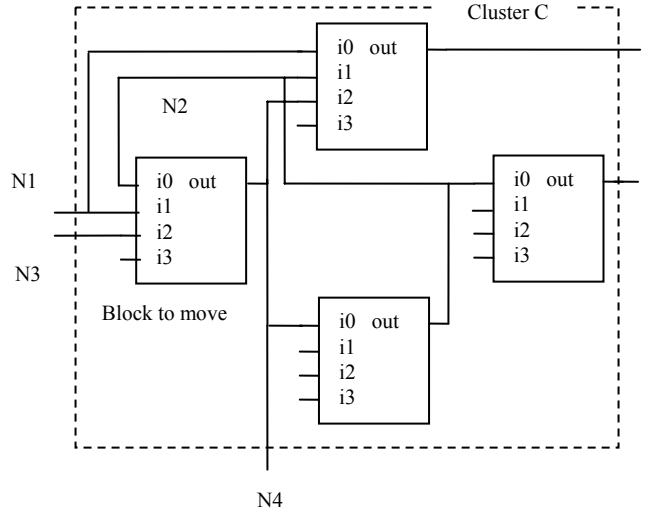 Cluster C
i0 out
i1
i2
i3
N2
N1
i0 out
i1
i2
i3
i0 out
i1
i2
i3
N3
Block to move
i0 out
i1
i2
i3
N4